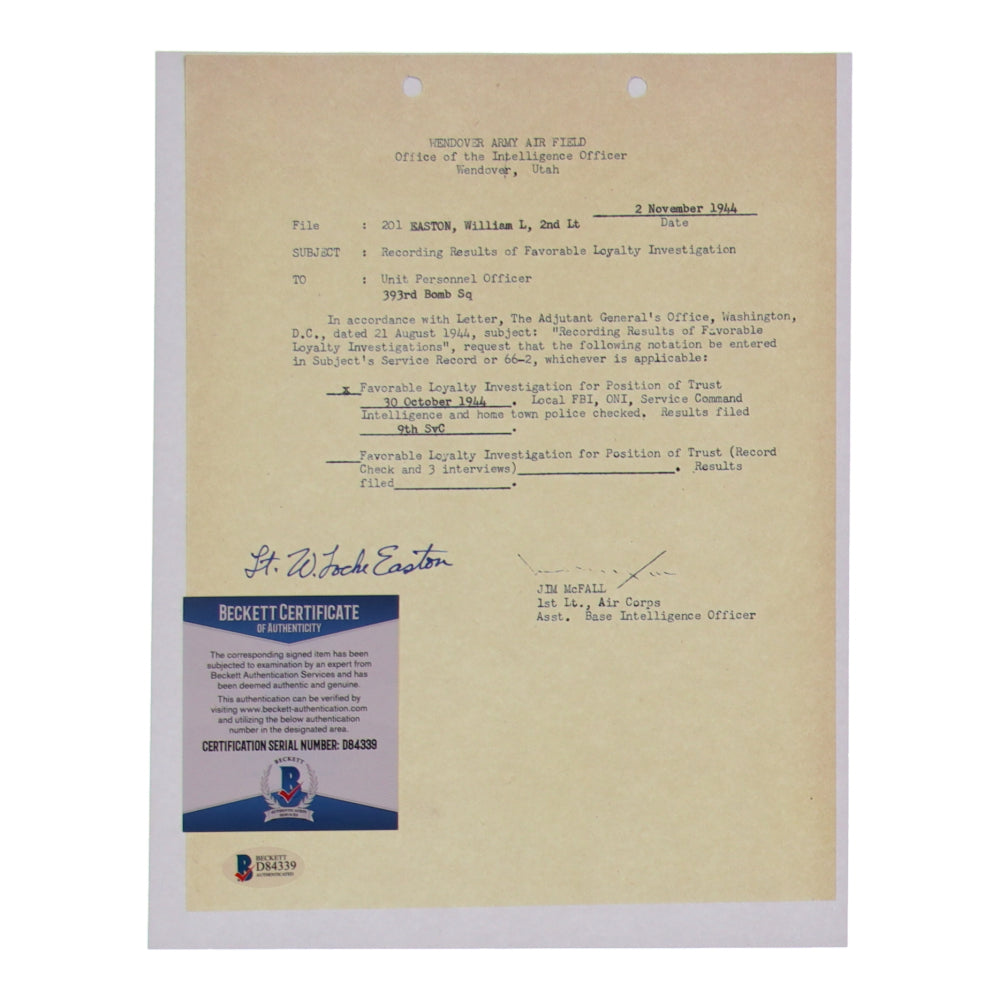 WENDOVER ARMY AIR FIELD
Office of the Intelligence Officer
Wendover, Utah
2 November 1944
Date
File : 201 EASTON, William L, 2nd Lt
SUBJECT : Recording Results of Favorable Loyalty Investigation
TO : Unit Personnel Officer
393rd Bomb Sq
In accordance with Letter, The Adjutant General's Office, Washington,
D.C., dated 21 August 1944, subject: "Recording Results of Favorable
Loyalty Investigations", request that the following notation be entered
in Subject's Service Record or 66-2, whichever is applicable:
x Favorable Loyalty Investigation for Position of Trust
30 October 1944. Local FBI, ONI, Service Command
Intelligence and home town police checked. Results filed
9th SvC.
Favorable Loyalty Investigation for Position of Trust (Record
Check and 3 interviews)_____. Results
filed_____.
Lt. W. Locke Easton
JIM McFALL
1st Lt., Air Corps
Asst. Base Intelligence Officer
BECKETT CERTIFICATE
OF AUTHENTICITY
The corresponding signed item has been
subjected to examination by an expert from
Beckett Authentication Services and has
been deemed authentic and genuine.
This authentication can be verified by
visiting www.beckett-authentication.com
and utilizing the below authentication
number in the designated area.
CERTIFICATION SERIAL NUMBER: D84339
BECKETT
B
AUTHENTICATION
SERVICES
B
BECKETT
D84339
AUTHENTICATED